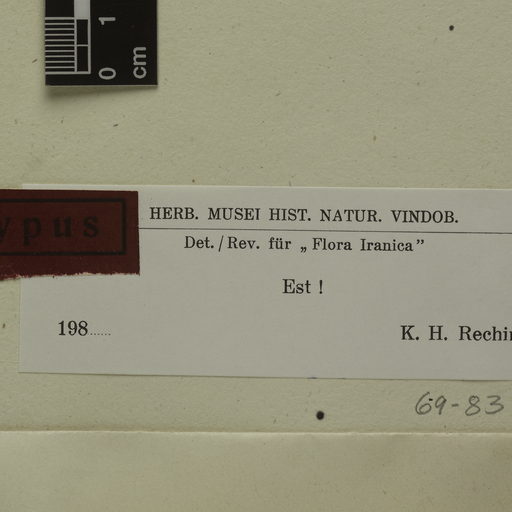 0 1
cm
ypus
HERB. MUSEI HIST. NATUR. VINDOB.
Det./Rev. für „Flora Iranica”
Est !
198......
K. H. Rechin
69-83